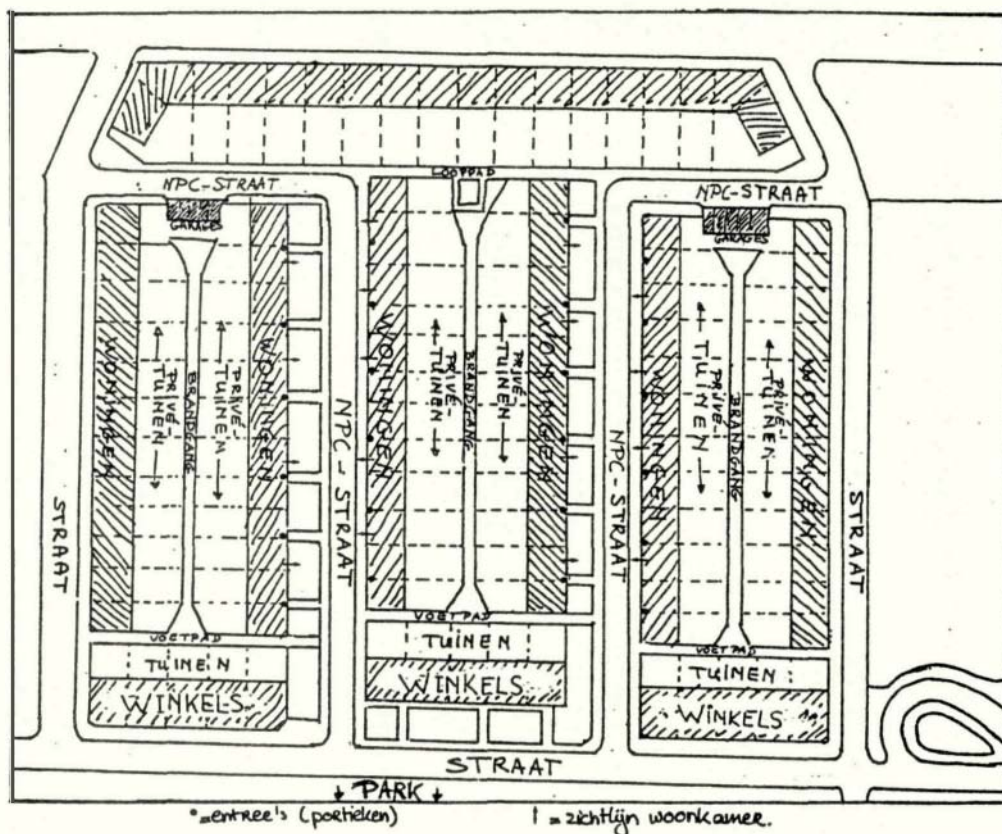 LOOPPAD
NPC-STRAAT
NPC-STRAAT
GARAGES
GARAGES
WONINGEN
PRIVÉ-
TUINEN
BRANDGANG
PRIVÉ-
TUINEN
WONINGEN
NPC-STRAAT
WONINGEN
PRIVÉ-
TUINEN
BRANDGANG
PRIVÉ-
TUINEN
WONINGEN
NPC-STRAAT
WONINGEN
PRIVÉ-
TUINEN
BRANDGANG
PRIVÉ-
TUINEN
WONINGEN
STRAAT
STRAAT
VOETPAD
VOETPAD
VOETPAD
TUINEN
TUINEN
TUINEN
WINKELS
WINKELS
WINKELS
STRAAT
↓ PARK ↓
° = entree's (portieken)
↑ = zichtlijn woonkamer.